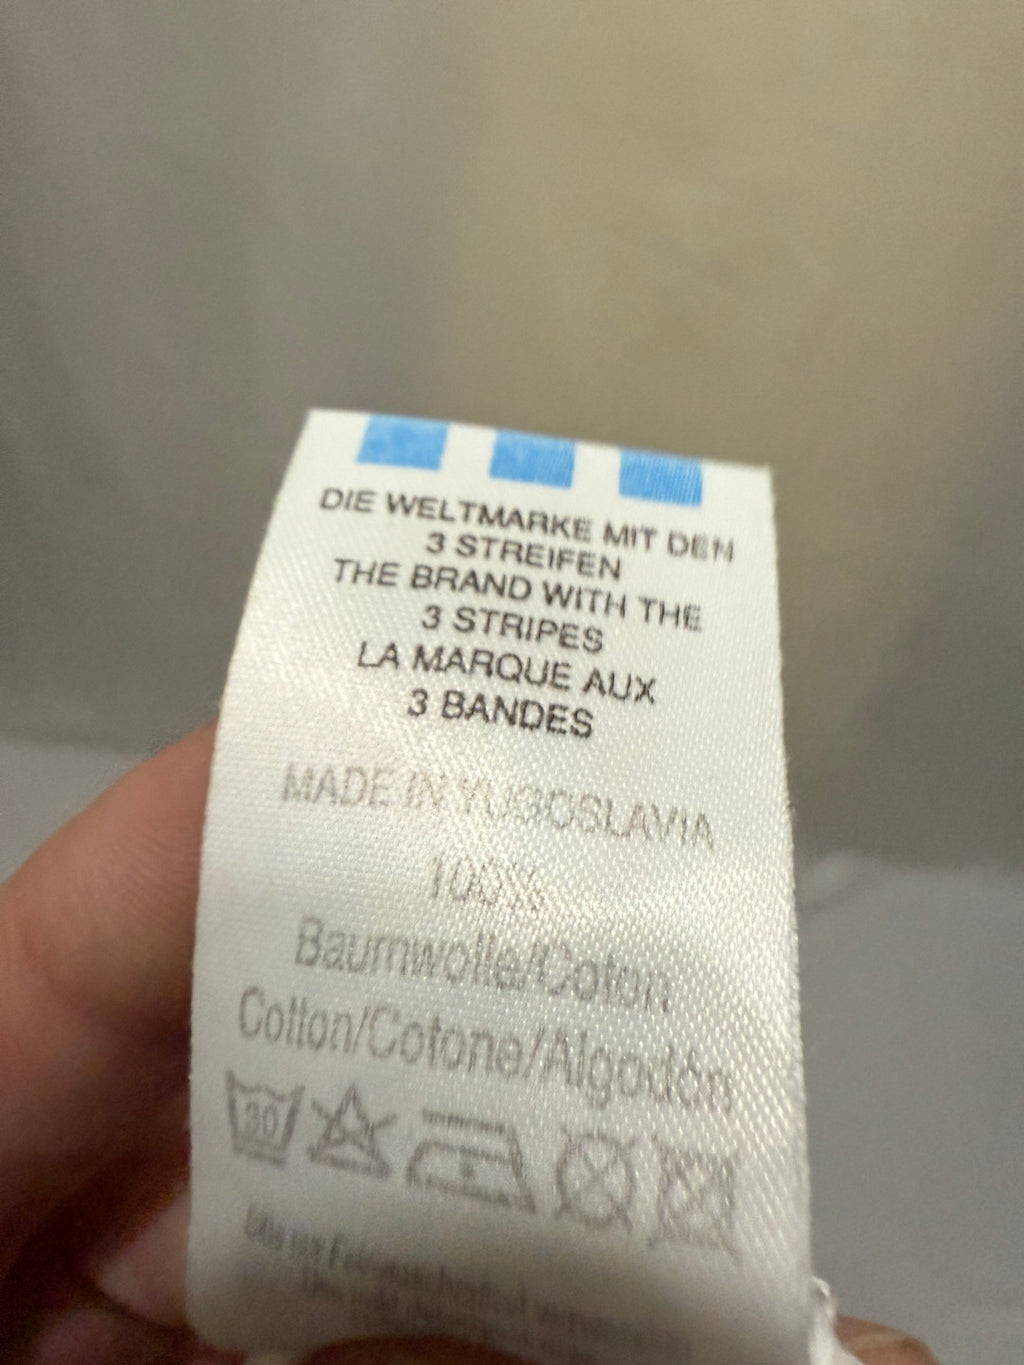 DIE WELTMARKE MIT DEN
3 STREIFEN
THE BRAND WITH THE
3 STRIPES
LA MARQUE AUX
3 BANDES
MADE IN YUGOSLAVIA
100%
Baumwolle/Coton
Cotton/Cotone/Algodón
30